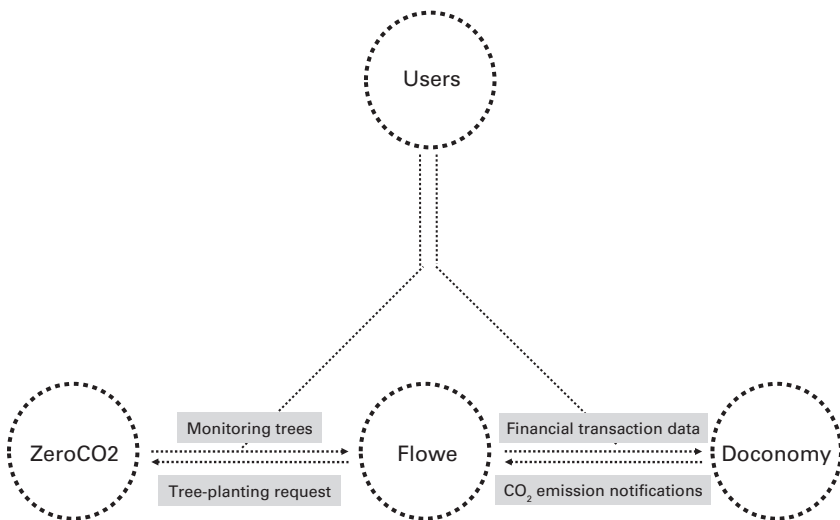 Users
Monitoring trees
Financial transaction data
ZeroCO2
Flowe
Doconomy
Tree-planting request
CO₂ emission notifications